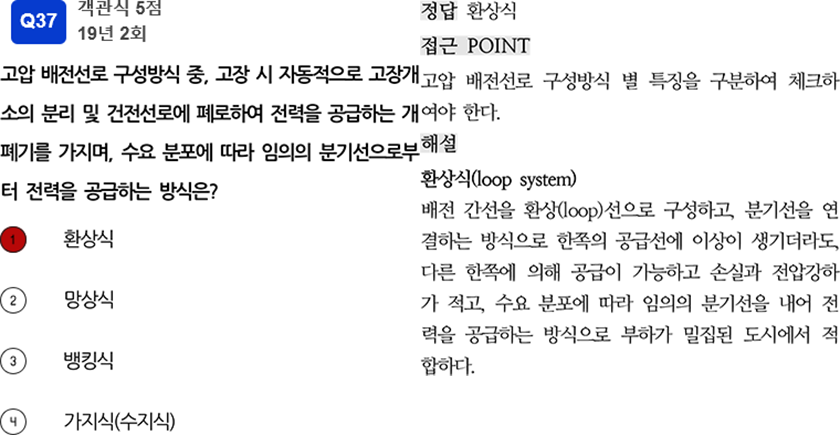 Q37
객관식 5점
19년 2회
고압 배전선로 구성방식 중, 고장 시 자동적으로 고장개
소의 분리 및 건전선로에 폐로하여 전력을 공급하는 개
폐기를 가지며, 수요 분포에 따라 임의의 분기선으로부
터 전력을 공급하는 방식은?
1 환상식
2 망상식
3 뱅킹식
4 가지식(수지식)
정답 환상식
접근 POINT
고압 배전선로 구성방식 별 특징을 구분하여 체크하
여야 한다.
해설
환상식(loop system)
배전 간선을 환상(loop)선으로 구성하고, 분기선을 연
결하는 방식으로 한쪽의 공급선에 이상이 생기더라도,
다른 한쪽에 의해 공급이 가능하고 손실과 전압강하
가 적고, 수요 분포에 따라 임의의 분기선을 내어 전
력을 공급하는 방식으로 부하가 밀집된 도시에서 적
합하다.